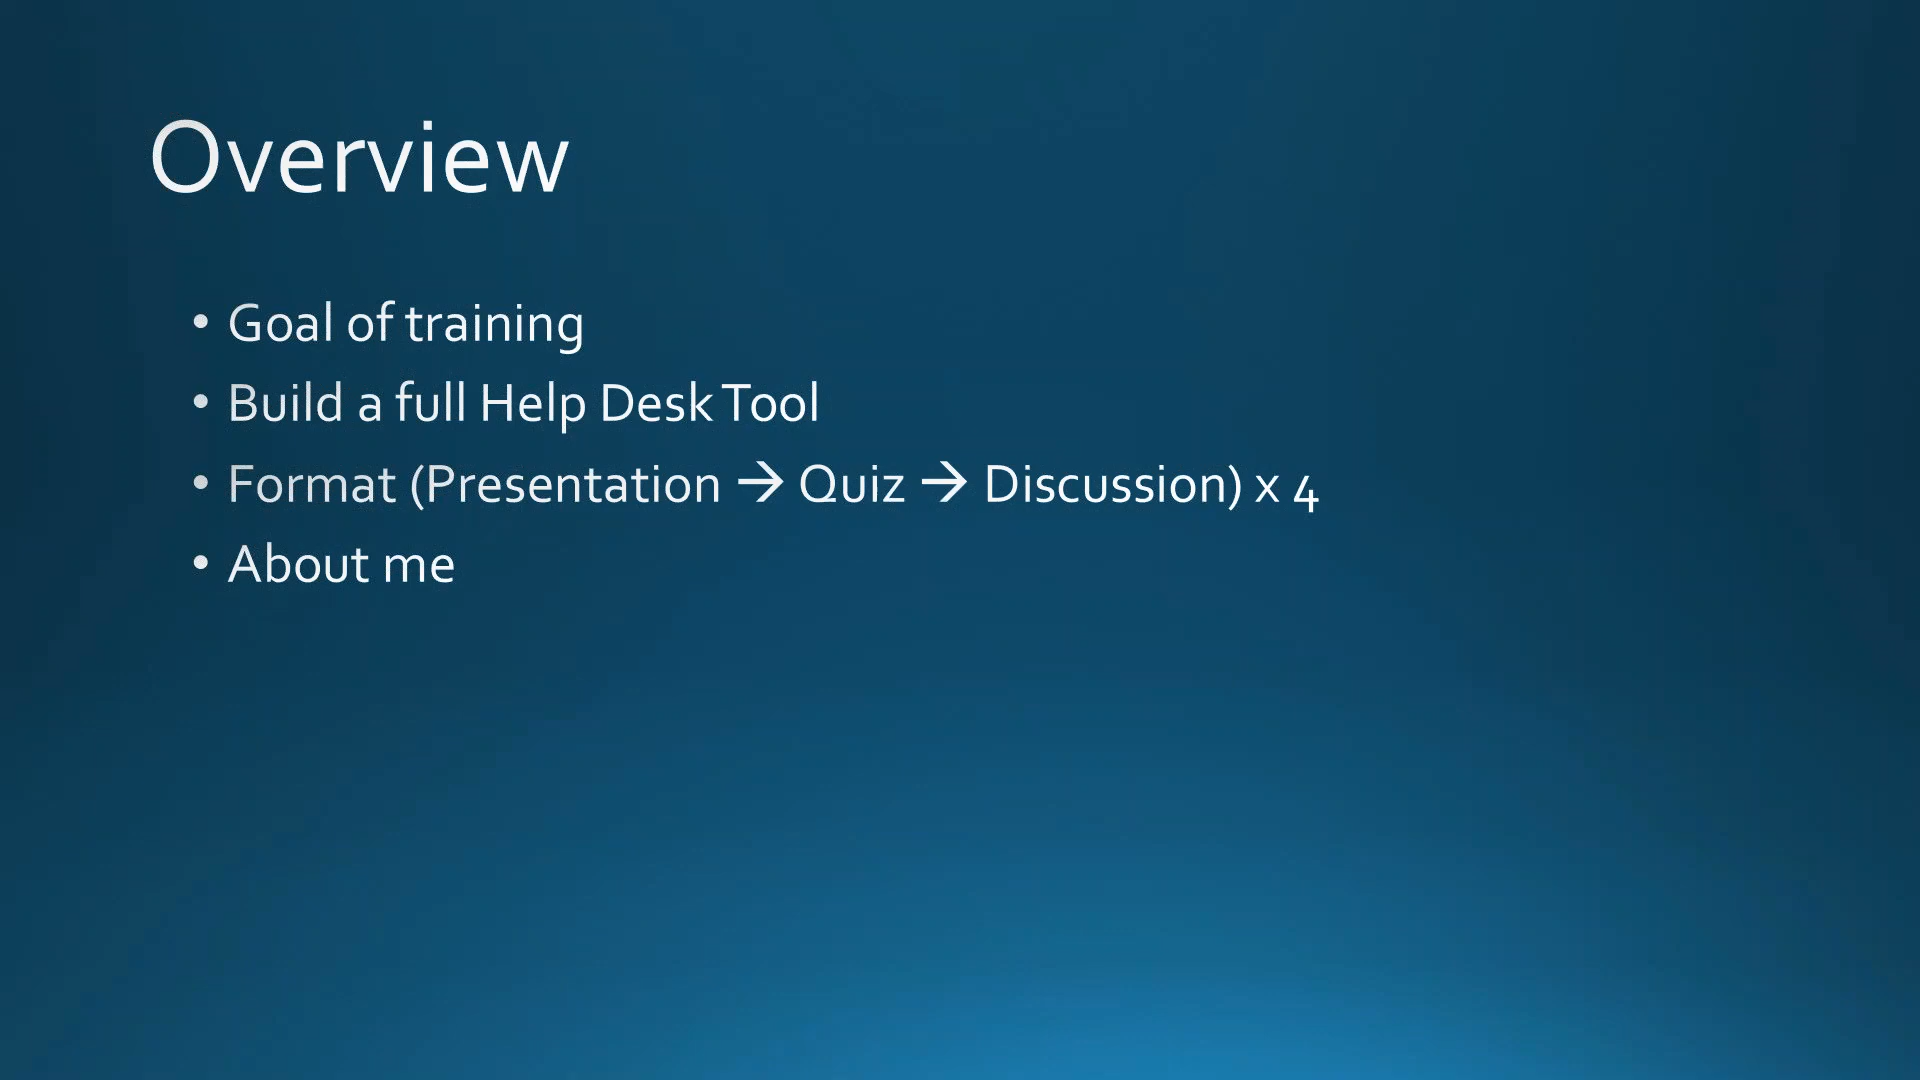 Overview
• Goal of training
• Build a full Help Desk Tool
• Format (Presentation → Quiz → Discussion) x 4
• About me